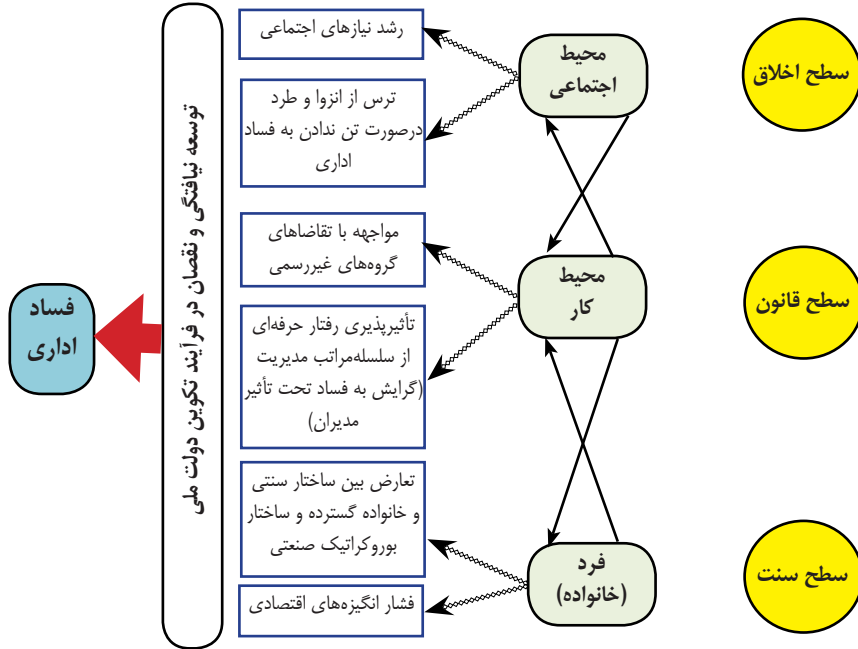 سطح اخلاق
محیط
اجتماعی
رشد نیازهای اجتماعی
ترس از انزوا و طرد
درصورت تن ندادن به فساد
اداری
سطح قانون
محیط
کار
مواجهه با تقاضاهای
گروه‌های غیررسمی
تأثیرپذیری رفتار حرفه‌ای
از سلسله‌مراتب مدیریت
(گرایش به فساد تحت تأثیر
مدیران)
سطح سنت
فرد
(خانواده)
تعارض بین ساختار سنتی
و خانواده گسترده و ساختار
بوروکراتیک صنعتی
فشار انگیزه‌های اقتصادی
توسعه نیافتگی و نقصان در فرآیند تکوین دولت ملی
فساد
اداری